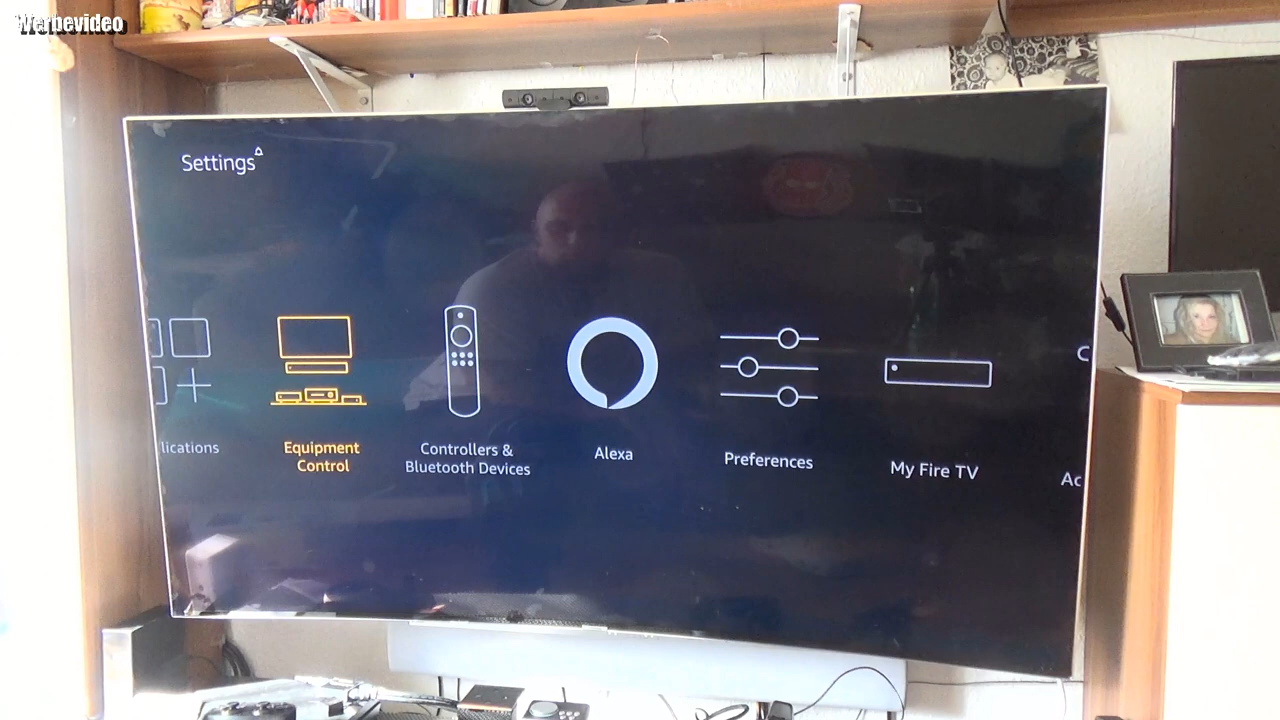 Werbevideo
Settings
lications
Equipment
Control
Controllers &
Bluetooth Devices
Alexa
Preferences
My Fire TV
Ac